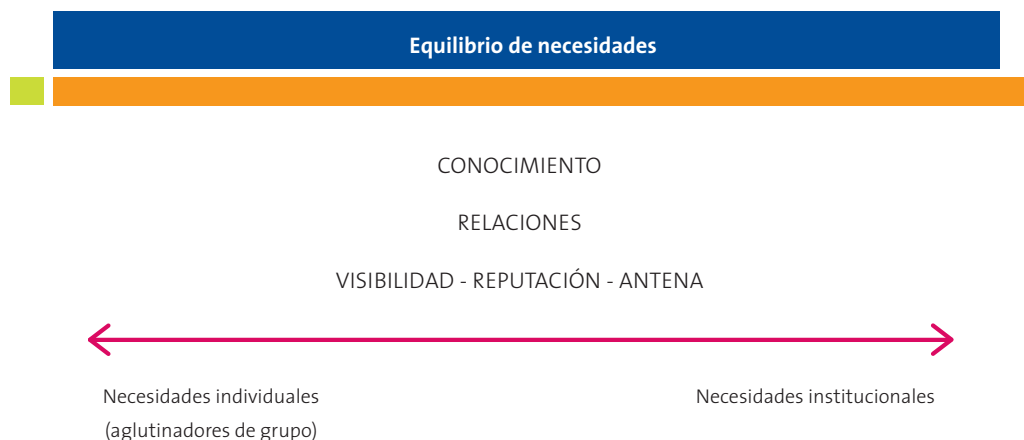 Equilibrio de necesidades
CONOCIMIENTO
RELACIONES
VISIBILIDAD - REPUTACIÓN - ANTENA
Necesidades individuales
(aglutinadores de grupo)
Necesidades institucionales